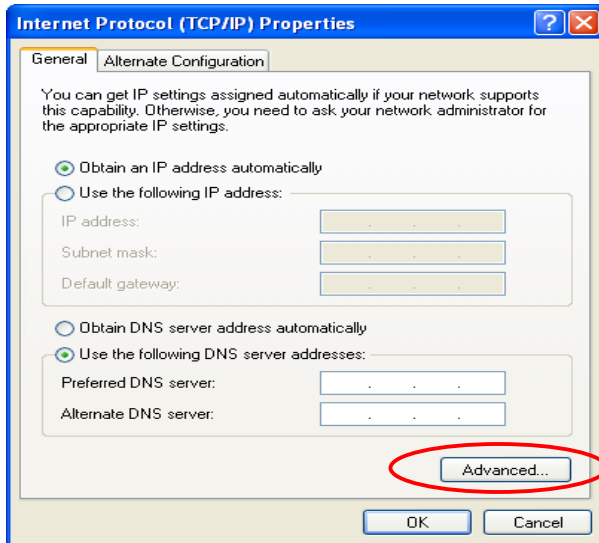 Internet Protocol (TCP/IP) Properties
General
Alternate Configuration
You can get IP settings assigned automatically if your network supports
this capability. Otherwise, you need to ask your network administrator for
the appropriate IP settings.
Obtain an IP address automatically
Use the following IP address:
IP address:
Subnet mask:
Default gateway:
Obtain DNS server address automatically
Use the following DNS server addresses:
Preferred DNS server:
Alternate DNS server:
Advanced...
OK
Cancel